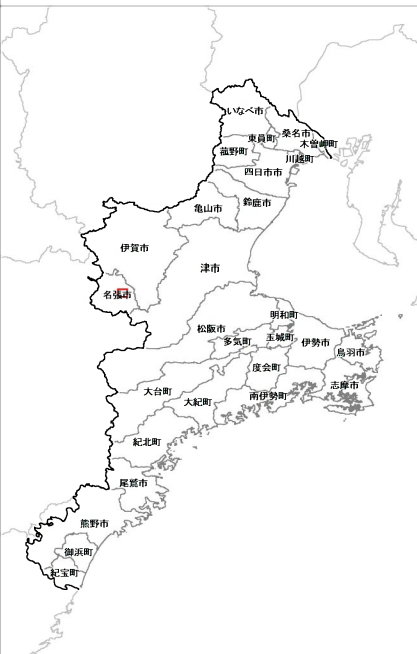 いなべ市
桑名市
東員町
木曽岬町
菰野町
川越町
四日市市
亀山市
鈴鹿市
伊賀市
津市
名張市
明和町
松阪市
多気町
玉城町
伊勢市
鳥羽市
度会町
志摩市
大台町
大紀町
南伊勢町
紀北町
尾鷲市
熊野市
御浜町
紀宝町